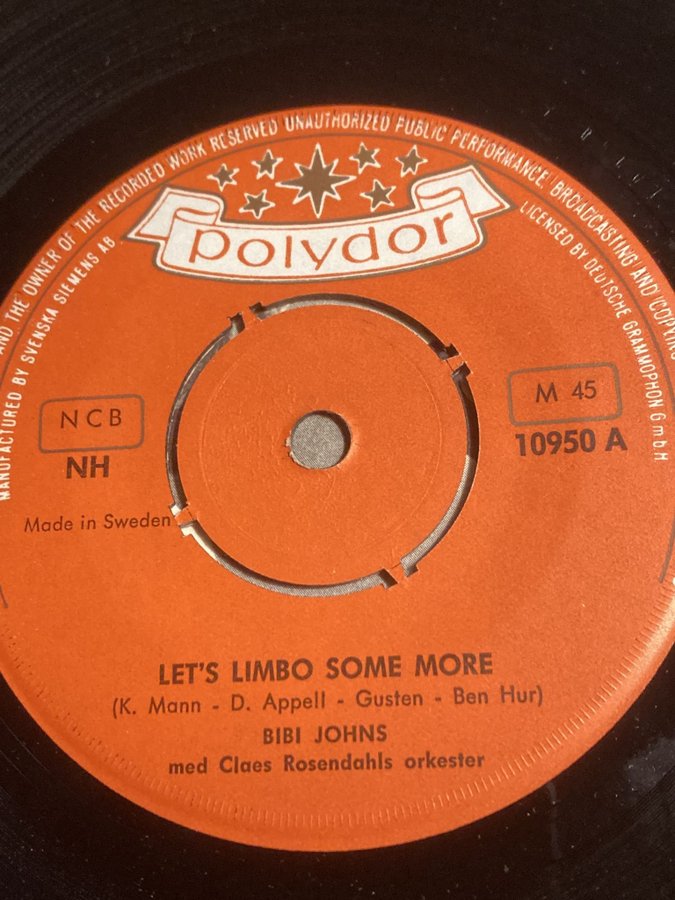 AND THE OWNER OF THE RECORDED WORK RESERVED UNAUTHORIZED PUBLIC PERFORMANCE, BROADCASTING AND COPYING
MANUFACTURED BY SVENSKA SIEMENS AB
LICENSED BY DEUTSCHE GRAMMOPHON G.m.b.H
polydor
NCB
NH
M 45
10950 A
Made in Sweden
LET'S LIMBO SOME MORE
(K. Mann - D. Appell - Gusten - Ben Hur)
BIBI JOHNS
med Claes Rosendahls orkester